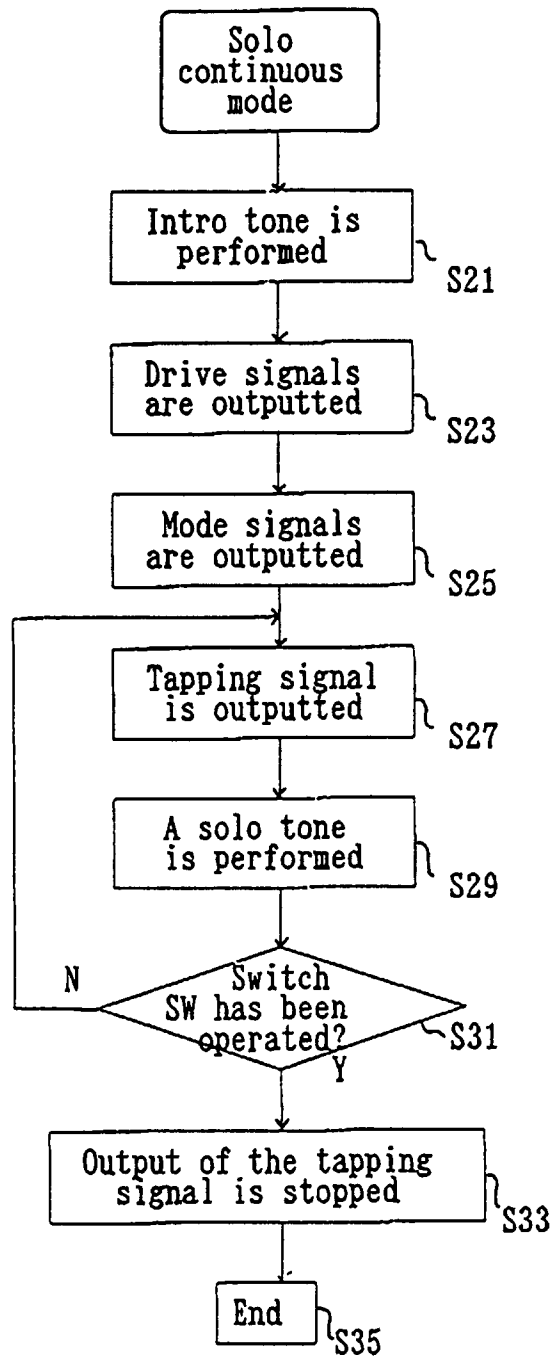 Solo
continuous
mode
Intro tone is
performed
S21
Drive signals
are outputted
S23
Mode signals
are outputted
S25
Tapping signal
is outputted
S27
A solo tone
is performed
S29
N
Switch
SW has been
operated?
S31
Y
Output of the tapping
signal is stopped
S33
End
S35